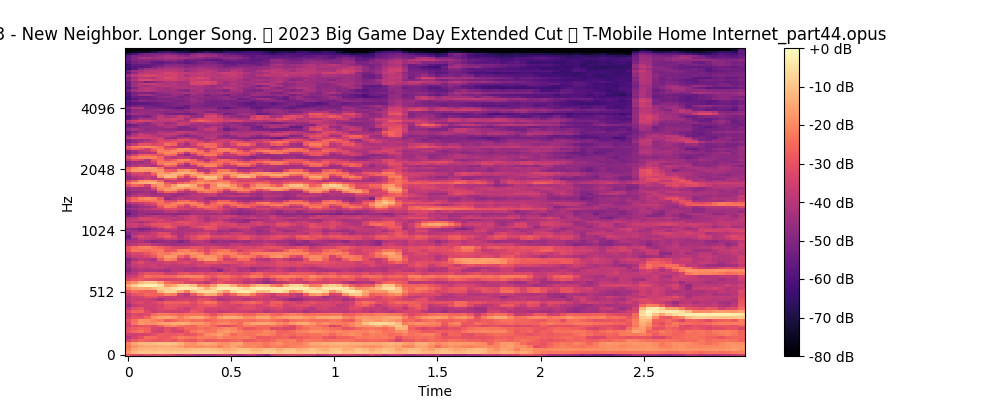 3 - New Neighbor. Longer Song. 2023 Big Game Day Extended Cut T-Mobile Home Internet_part44.opus
+0 dB
-10 dB
-20 dB
-30 dB
-40 dB
-50 dB
-60 dB
-70 dB
-80 dB
4096
2048
1024
512
0
Hz
0
0.5
1
1.5
2
2.5
Time